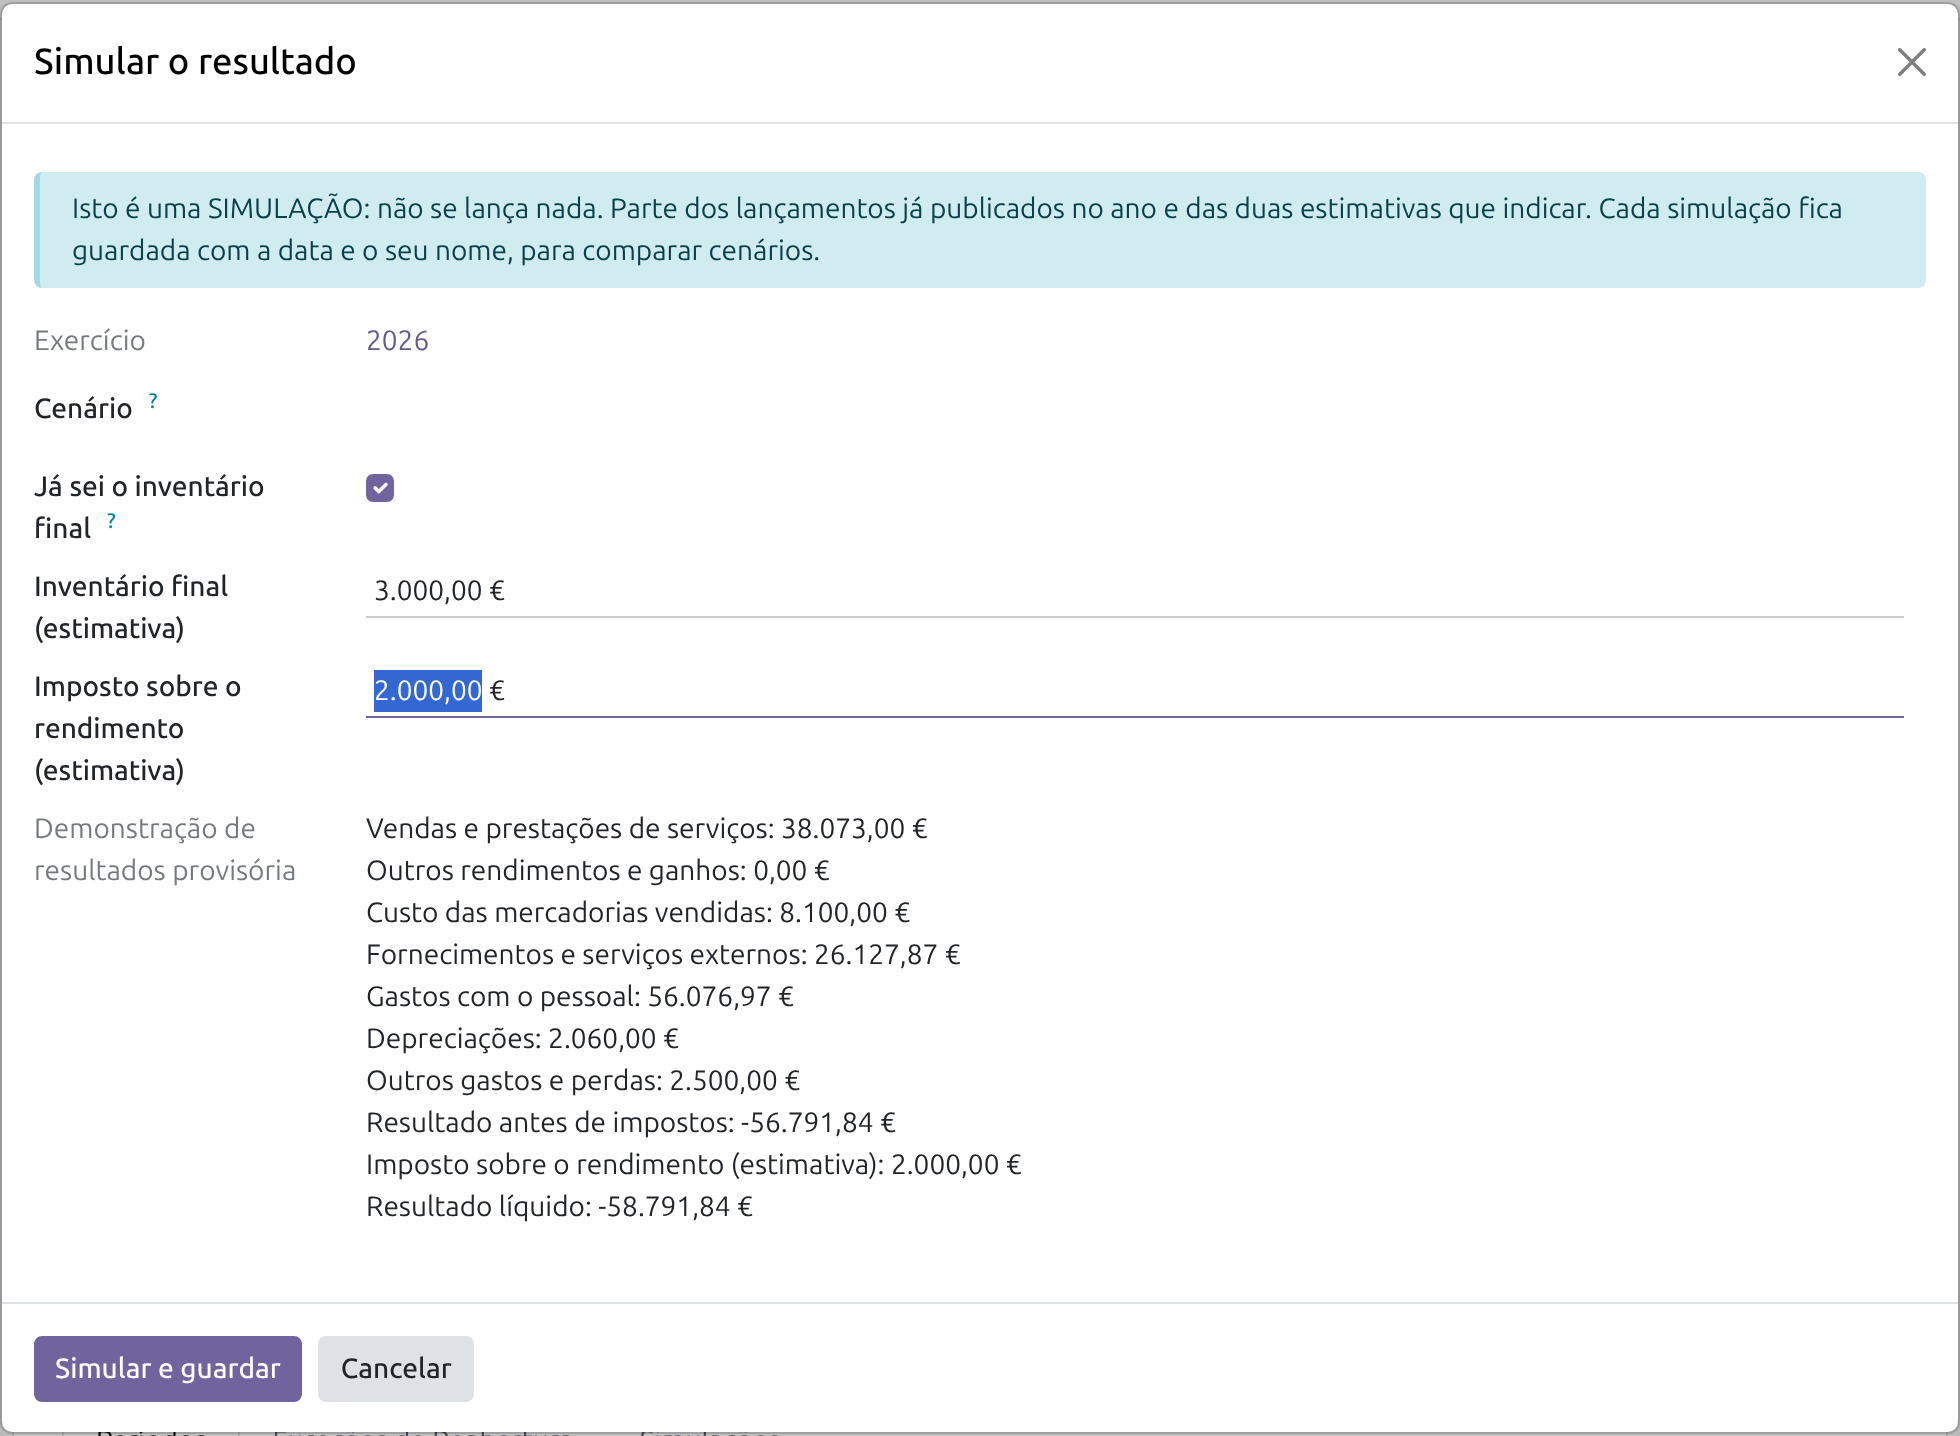 Simular o resultado
Isto é uma SIMULAÇÃO: não se lança nada. Parte dos lançamentos já publicados no ano e das duas estimativas que indicar. Cada simulação fica
guardada com a data e o seu nome, para comparar cenários.
Exercício 2026
Cenário ?
Já sei o inventário
final ?
Inventário final
(estimativa)
3.000,00 €
Imposto sobre o
rendimento
(estimativa)
2.000,00 €
Demonstração de
resultados provisória
Vendas e prestações de serviços: 38.073,00 €
Outros rendimentos e ganhos: 0,00 €
Custo das mercadorias vendidas: 8.100,00 €
Fornecimentos e serviços externos: 26.127,87 €
Gastos com o pessoal: 56.076,97 €
Depreciações: 2.060,00 €
Outros gastos e perdas: 2.500,00 €
Resultado antes de impostos: -56.791,84 €
Imposto sobre o rendimento (estimativa): 2.000,00 €
Resultado líquido: -58.791,84 €
Simular e guardar
Cancelar